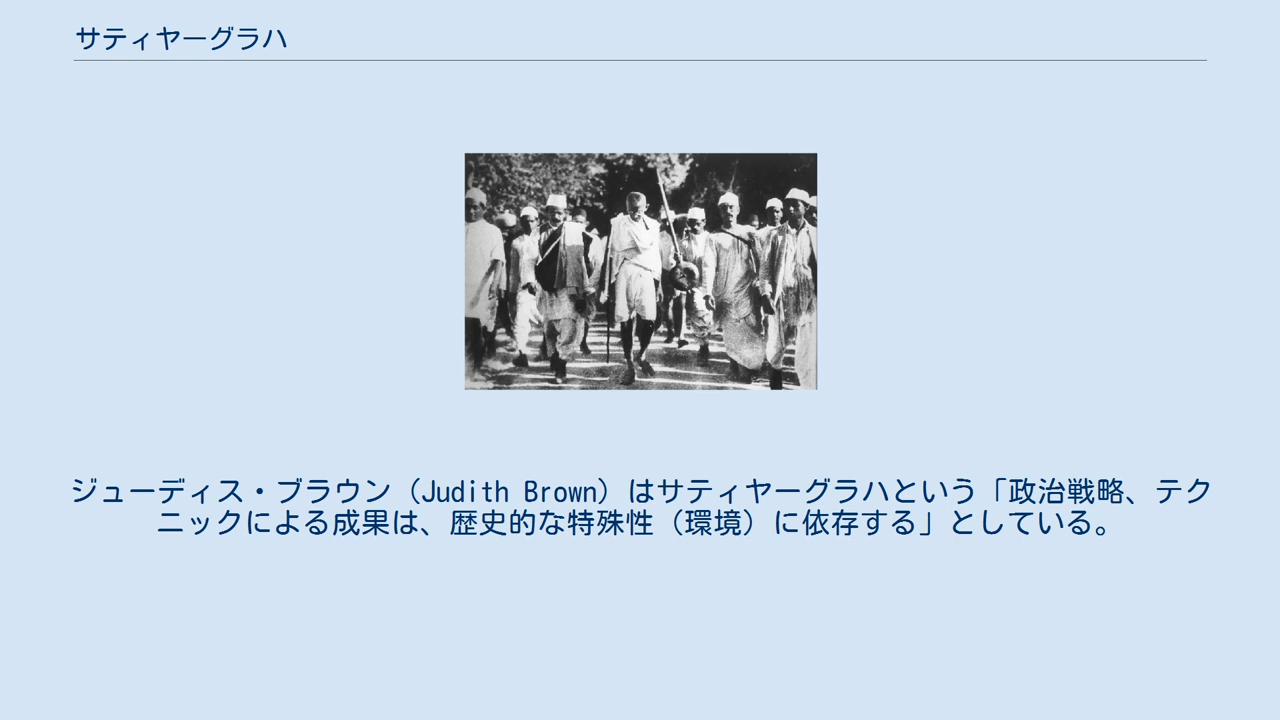 サティヤーグラハ
ジューディス・ブラウン（Judith Brown）はサティヤーグラハという「政治戦略、テク
ニックによる成果は、歴史的な特殊性（環境）に依存する」としている。